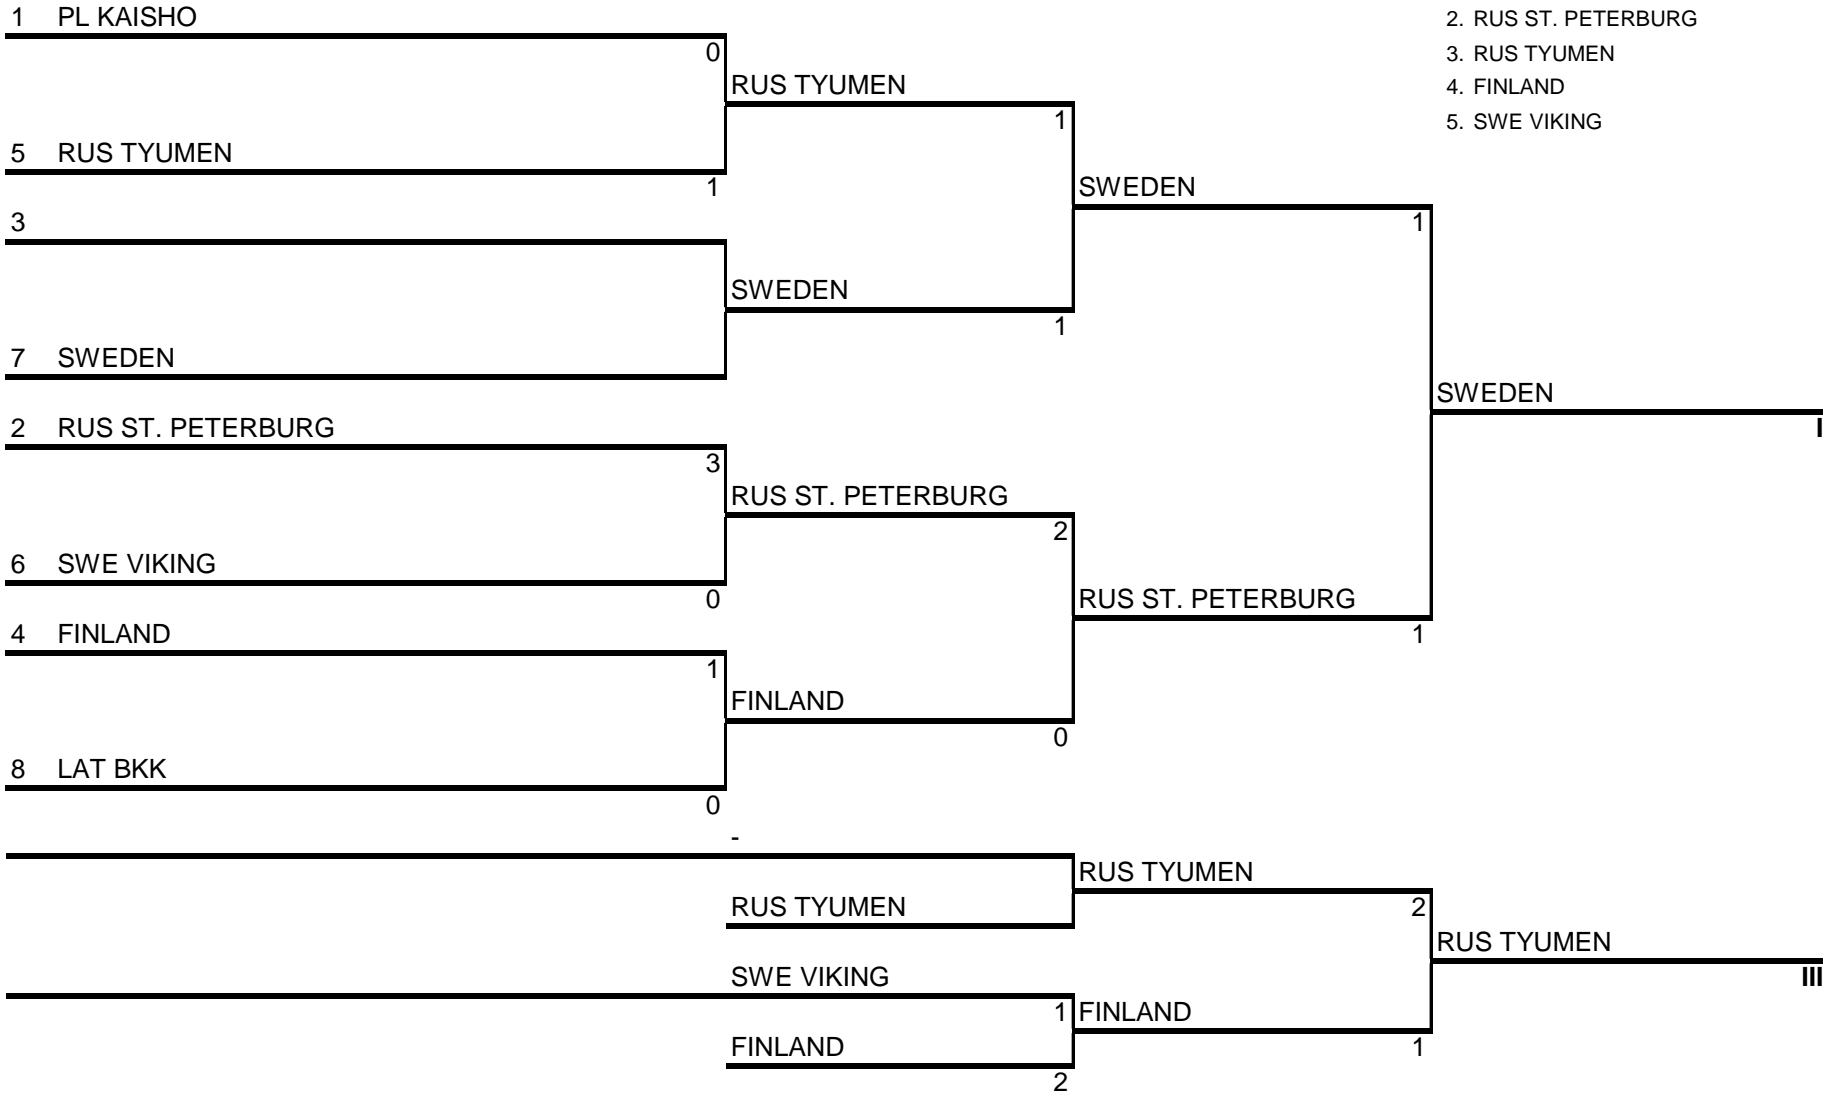 1 PL KAISHO
2. RUS ST. PETERBURG
0
3. RUS TYUMEN
RUS TYUMEN
4. FINLAND
1
5. SWE VIKING
5 RUS TYUMEN
1
SWEDEN
3
1
SWEDEN
1
7 SWEDEN
SWEDEN
2 RUS ST. PETERBURG
I
3
RUS ST. PETERBURG
2
6 SWE VIKING
0
RUS ST. PETERBURG
4 FINLAND
1
1
FINLAND
0
8 LAT BKK
0
-
RUS TYUMEN
RUS TYUMEN
2
RUS TYUMEN
SWE VIKING
III
1 FINLAND
FINLAND
1
2